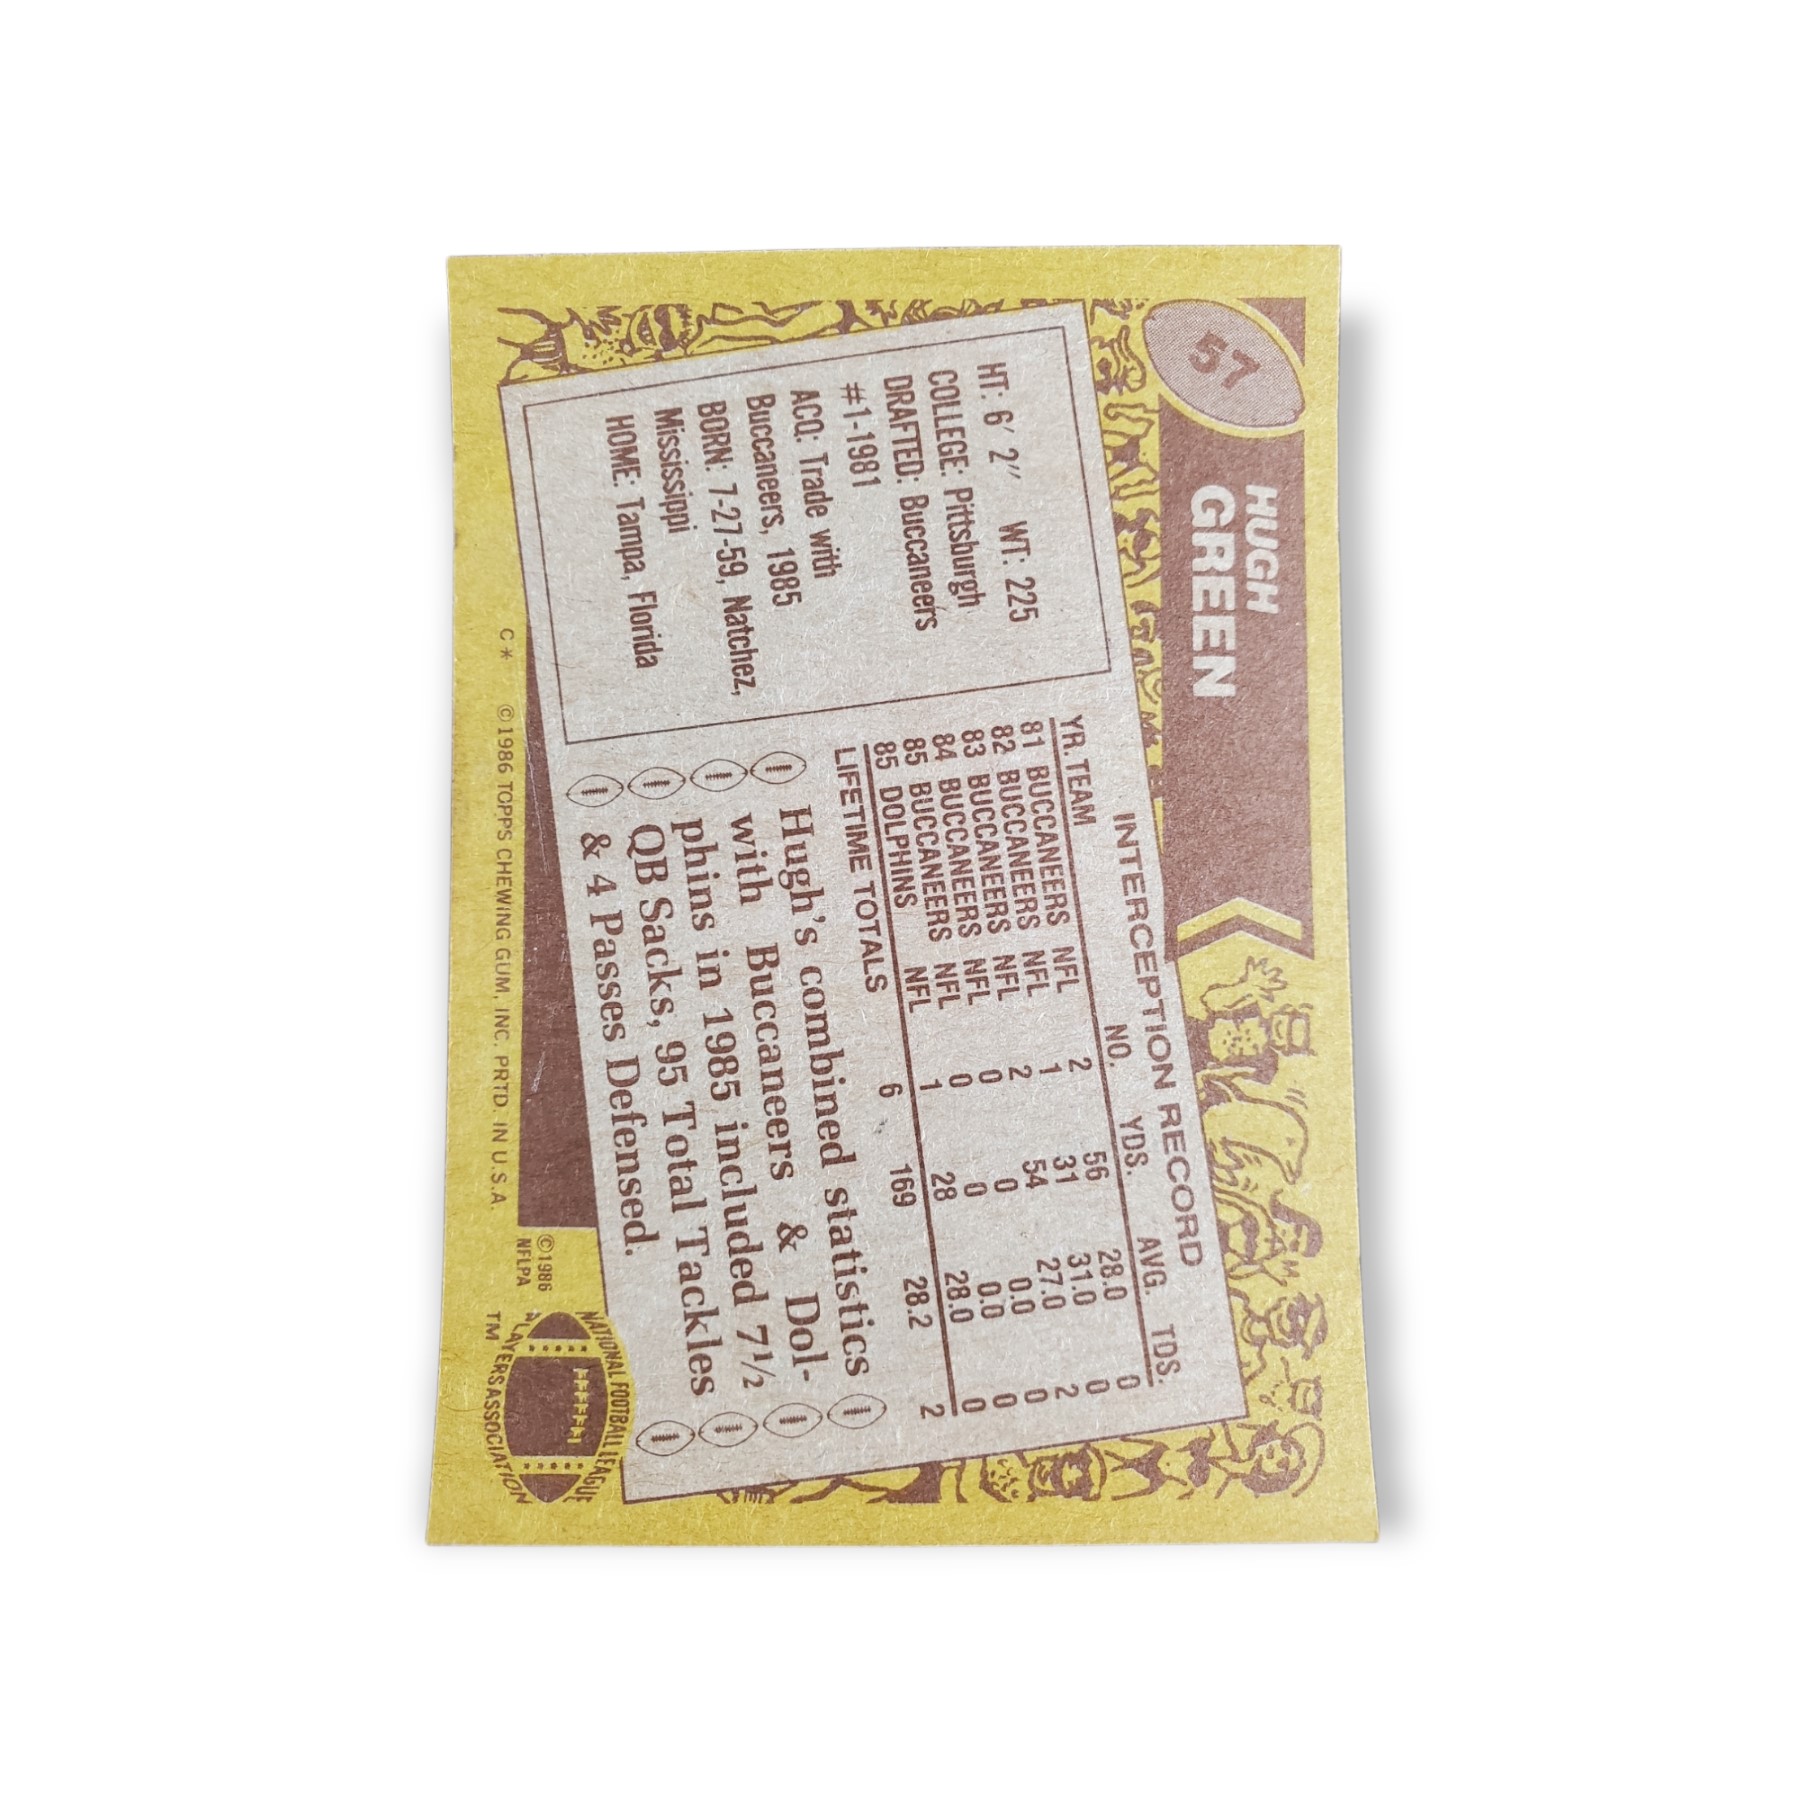 57
HUGH
GREEN
HT: 6' 2" WT: 225
COLLEGE: Pittsburgh
DRAFTED: Buccaneers
#1-1981
ACQ: Trade with
Buccaneers, 1985
BORN: 7-27-59, Natchez,
Mississippi
HOME: Tampa, Florida
INTERCEPTION RECORD
YR. TEAM NO. YDS. AVG. TDS.
81 BUCCANEERS NFL 2 56 28.0 0
82 BUCCANEERS NFL 1 31 31.0 0
83 BUCCANEERS NFL 2 54 27.0 2
84 BUCCANEERS NFL 0 0 0.0 0
85 BUCCANEERS NFL 0 0 0.0 0
85 DOLPHINS NFL 1 28 28.0 0
LIFETIME TOTALS 6 169 28.2 2
Hugh's combined statistics
with Buccaneers & Dol-
phins in 1985 included 7½
QB Sacks, 95 Total Tackles
& 4 Passes Defensed.
©1986
NFLPA
NATIONAL FOOTBALL LEAGUE
PLAYERS ASSOCIATION
TM
C* ©1986 TOPPS CHEWING GUM, INC. PRTD. IN U.S.A.